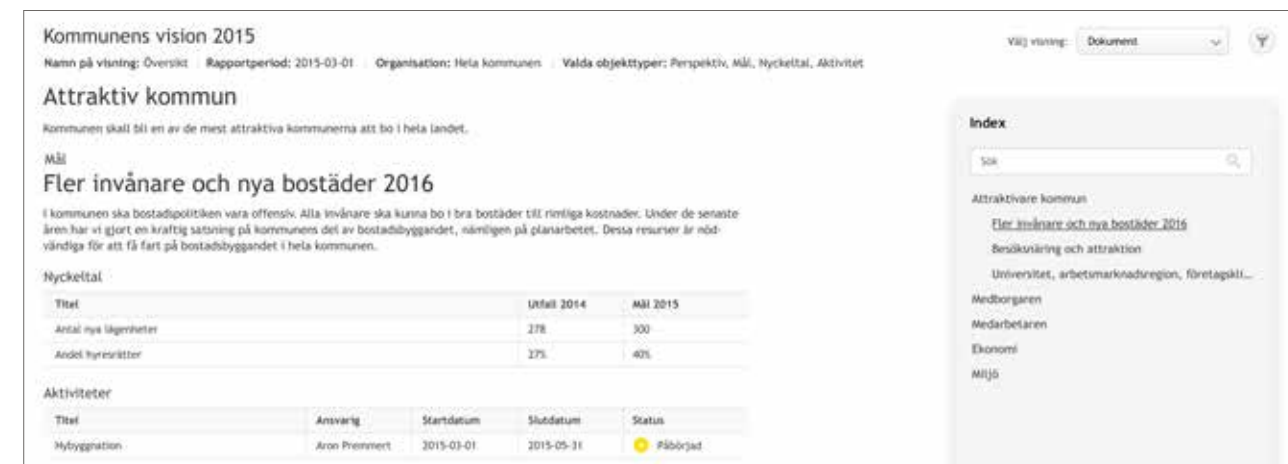 Kommunens vision 2015
Välj visning: Dokument
Namn på visning: Översikt Rapportperiod: 2015-03-01 Organisation: Hela kommunen Valda objekttyper: Perspektiv, Mål, Nyckeltal, Aktivitet
Attraktiv kommun
Kommunen skall bli en av de mest attraktiva kommunerna att bo i hela landet.
Mål
Fler invånare och nya bostäder 2016
I kommunen ska bostadspolitiken vara offensiv. Alla invånare ska kunna bo i bra bostäder till rimliga kostnader. Under de senaste
åren har vi gjort en kraftig satsning på kommunens del av bostadsbyggandet, nämligen på planarbetet. Dessa resurser är nöd-
vändiga för att få fart på bostadsbyggandet i hela kommunen.
Nyckeltal
Titel Utfall 2014 Mål 2015
Antal nya lägenheter 278 300
Andel hyresrätter 27% 40%
Aktiviteter
Titel Ansvarig Startdatum Slutdatum Status
Nybyggnation Aron Premmert 2015-03-01 2015-05-31 Påbörjad
Index
Sök
Attraktivare kommun
Fler invånare och nya bostäder 2016
Besöksnäring och attraktion
Universitet, arbetsmarknadsregion, företagskli...
Medborgaren
Medarbetaren
Ekonomi
Miljö